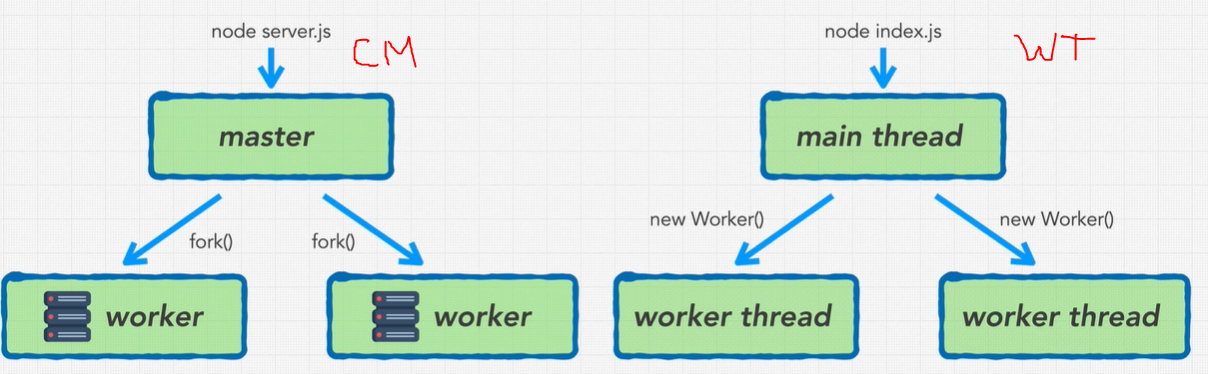 node server.js
CM
master
fork()
fork()
worker
worker
node index.js
WT
main thread
new Worker()
new Worker()
worker thread
worker thread